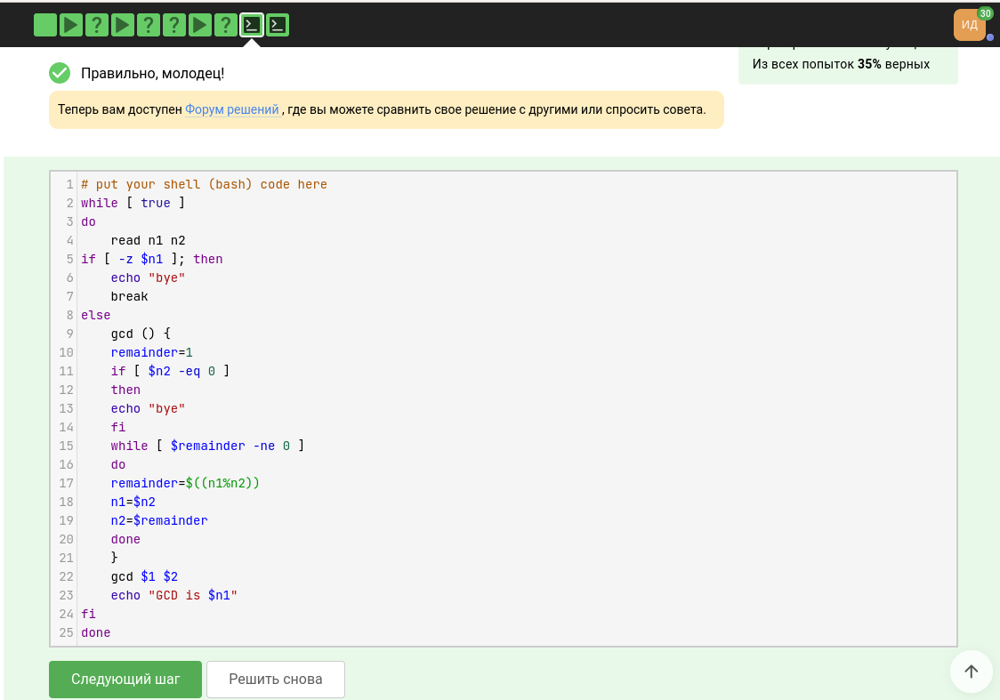 ИД
30
Из всех попыток 35% верных
Правильно, молодец!
Теперь вам доступен Форум решений , где вы можете сравнить свое решение с другими или спросить совета.
1 # put your shell (bash) code here
2 while [ true ]
3 do
4     read n1 n2
5 if [ -z $n1 ]; then
6     echo "bye"
7     break
8 else
9     gcd () {
10     remainder=1
11     if [ $n2 -eq 0 ]
12     then
13     echo "bye"
14     fi
15     while [ $remainder -ne 0 ]
16     do
17     remainder=$((n1%n2))
18     n1=$n2
19     n2=$remainder
20     done
21     }
22     gcd $1 $2
23     echo "GCD is $n1"
24 fi
25 done
Следующий шаг
Решить снова